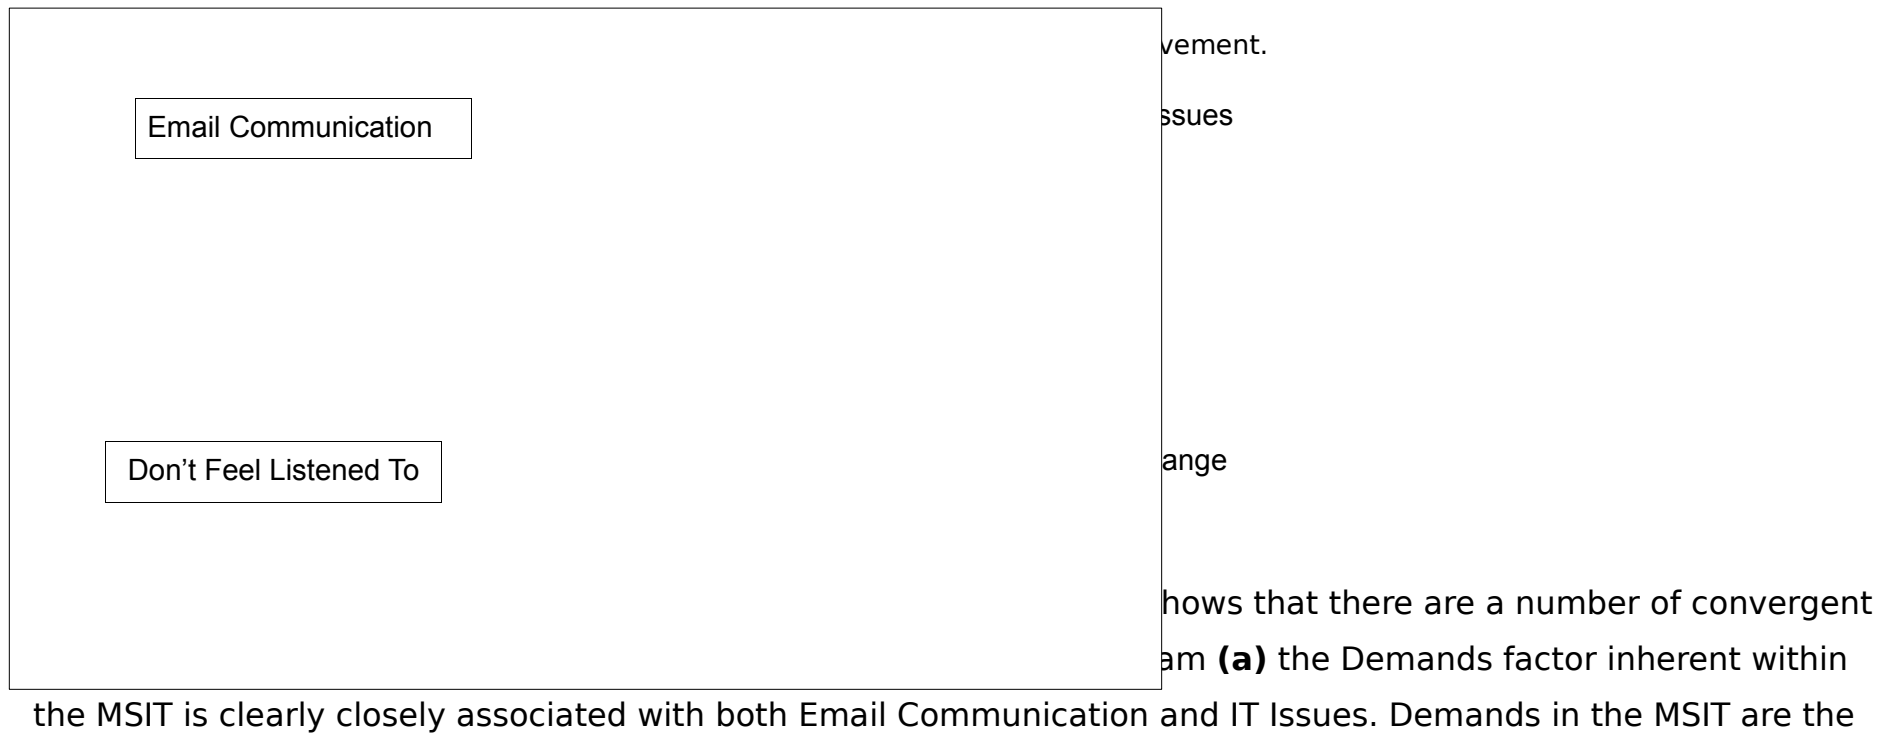 vement.
Email Communication
ssues
Don’t Feel Listened To
ange
hows that there are a number of convergent
am (a) the Demands factor inherent within
the MSIT is clearly closely associated with both Email Communication and IT Issues. Demands in the MSIT are the